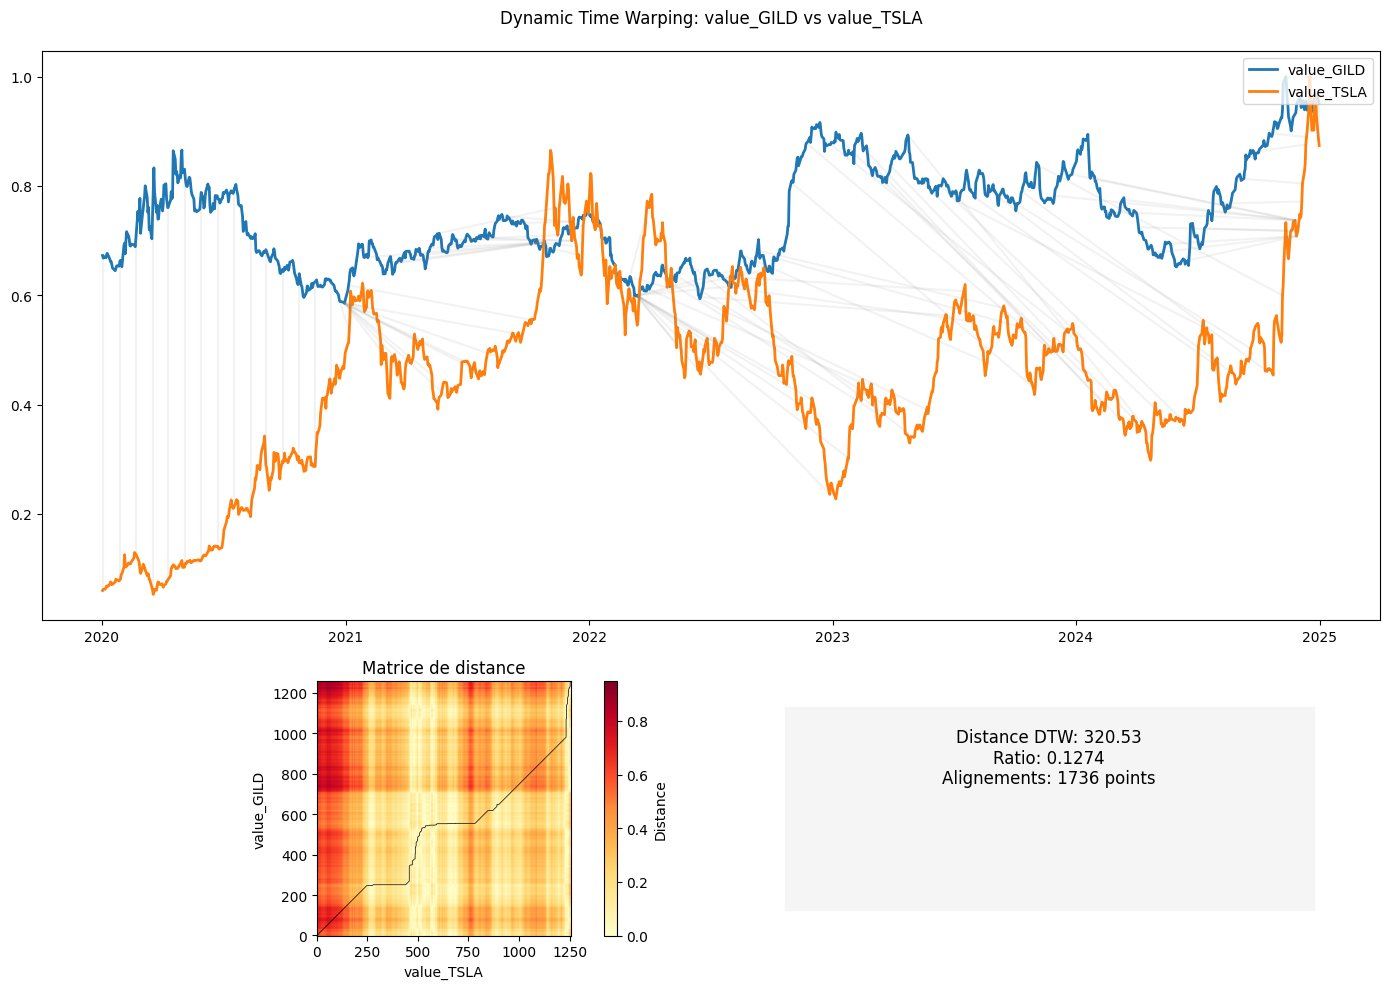 Dynamic Time Warping: value_GILD vs value_TSLA
1.0
0.8
0.6
0.4
0.2
value_GILD
value_TSLA
2020 2021 2022 2023 2024 2025
Matrice de distance
1200
1000
800
600
400
200
0
value_GILD
0 250 500 750 1000 1250
value_TSLA
0.8
0.6
0.4
0.2
0.0
Distance
Distance DTW: 320.53
Ratio: 0.1274
Alignements: 1736 points